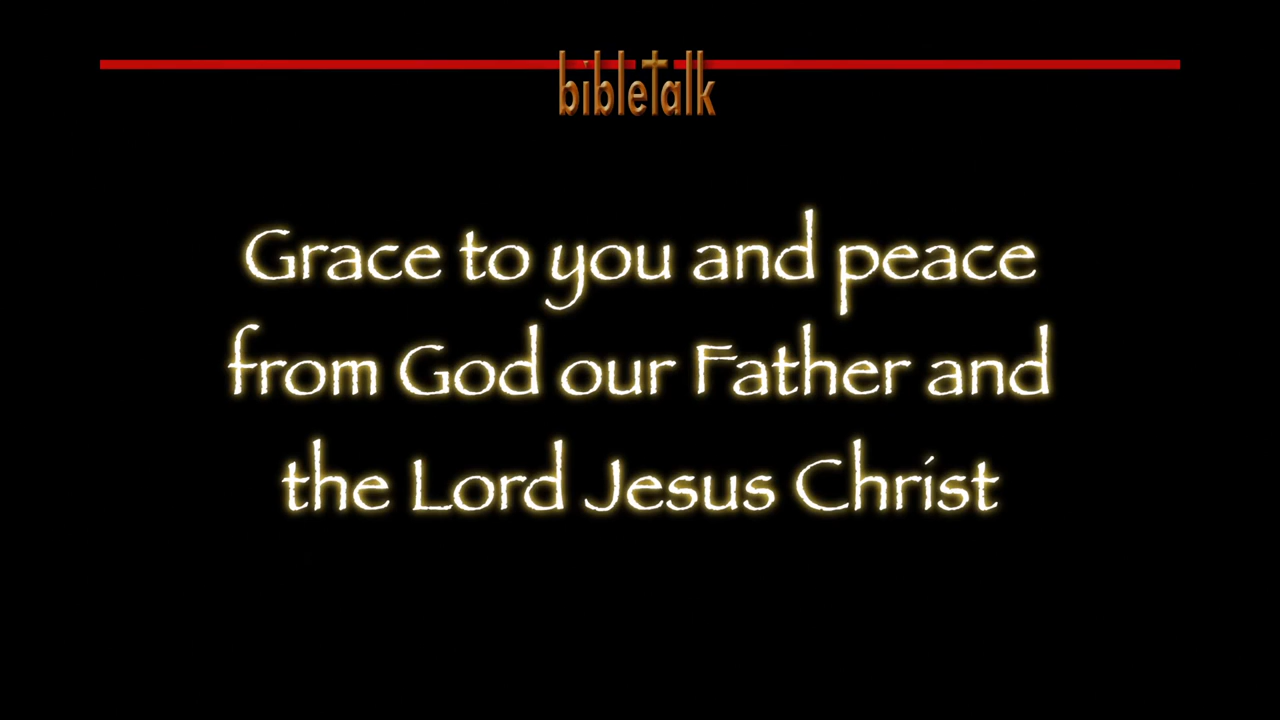 bibleTalk
Grace to you and peace
from God our Father and
the Lord Jesus Christ